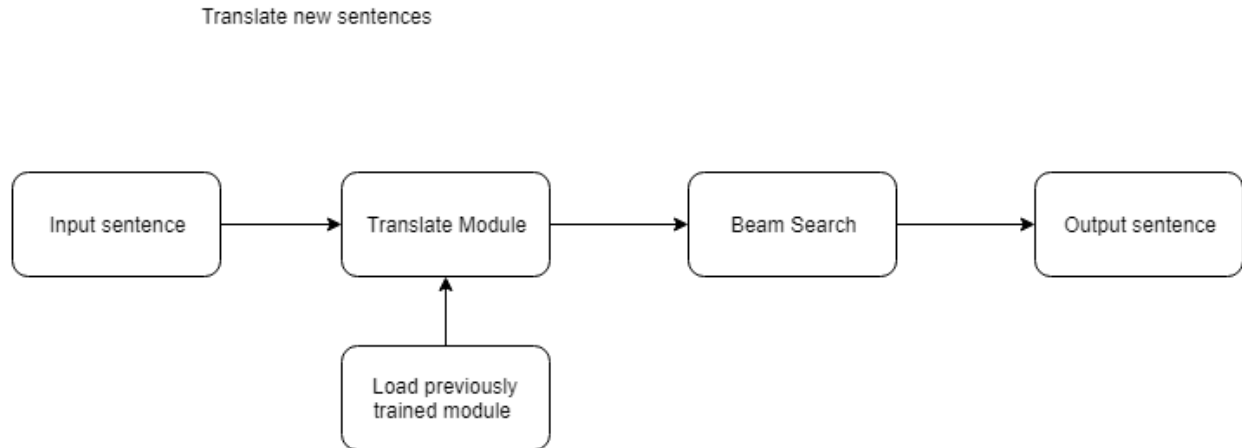 Translate new sentences
Input sentence
Translate Module
Beam Search
Output sentence
Load previously
trained module